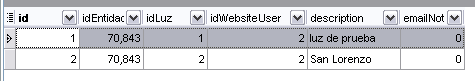 id idEntidad idLuz idWebsiteUser description emailNot
1 70,843 1 2 luz de prueba 0
2 70,843 2 2 San Lorenzo 0